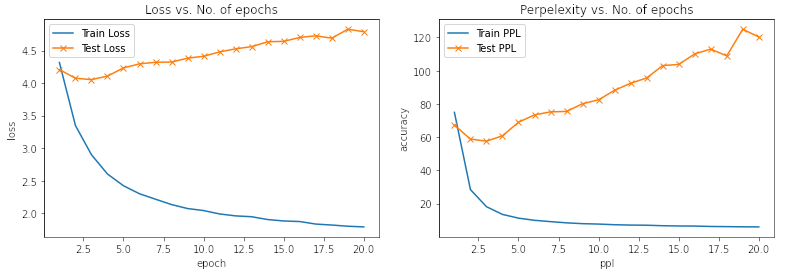 Loss vs. No. of epochs
Train Loss
Test Loss
4.5
4.0
3.5
3.0
2.5
2.0
loss
2.5 5.0 7.5 10.0 12.5 15.0 17.5 20.0
epoch
Perpelexity vs. No. of epochs
Train PPL
Test PPL
120
100
80
60
40
20
accuracy
2.5 5.0 7.5 10.0 12.5 15.0 17.5 20.0
ppl